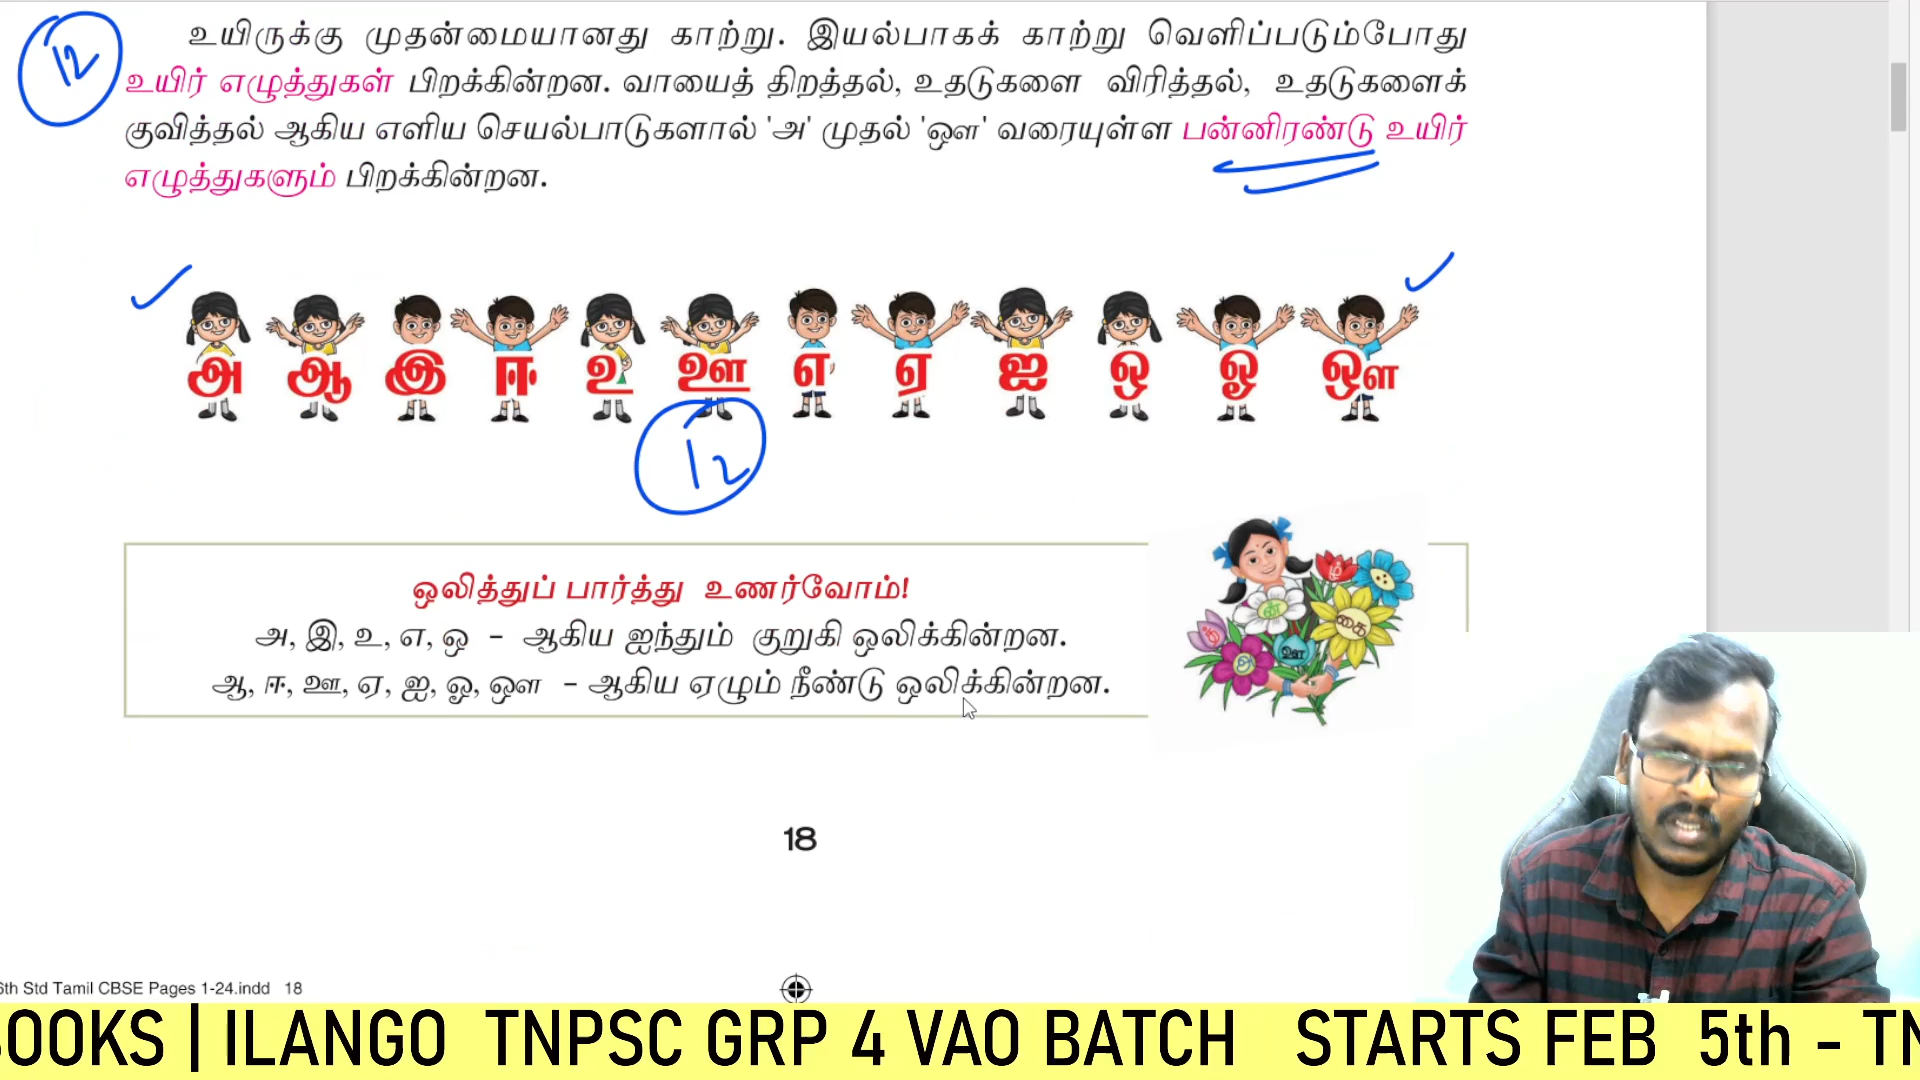 12
உயிருக்கு முதன்மையானது காற்று. இயல்பாகக் காற்று வெளிப்படும்போது
உயிர் எழுத்துகள் பிறக்கின்றன. வாயைத் திறத்தல், உதடுகளை விரித்தல், உதடுகளைக்
குவித்தல் ஆகிய எளிய செயல்பாடுகளால் 'அ' முதல் 'ஔ' வரையுள்ள பன்னிரண்டு உயிர்
எழுத்துகளும் பிறக்கின்றன.
அ ஆ இ ஈ உ ஊ எ ஏ ஐ ஒ ஓ ஔ
12
ஒலித்துப் பார்த்து உணர்வோம்!
அ, இ, உ, எ, ஒ - ஆகிய ஐந்தும் குறுகி ஒலிக்கின்றன.
ஆ, ஈ, ஊ, ஏ, ஐ, ஓ, ஔ - ஆகிய ஏழும் நீண்டு ஒலிக்கின்றன.
ன் கை ஊ அ
18
6th Std Tamil CBSE Pages 1-24.indd 18
BOOKS | ILANGO TNPSC GRP 4 VAO BATCH STARTS FEB 5th - TN